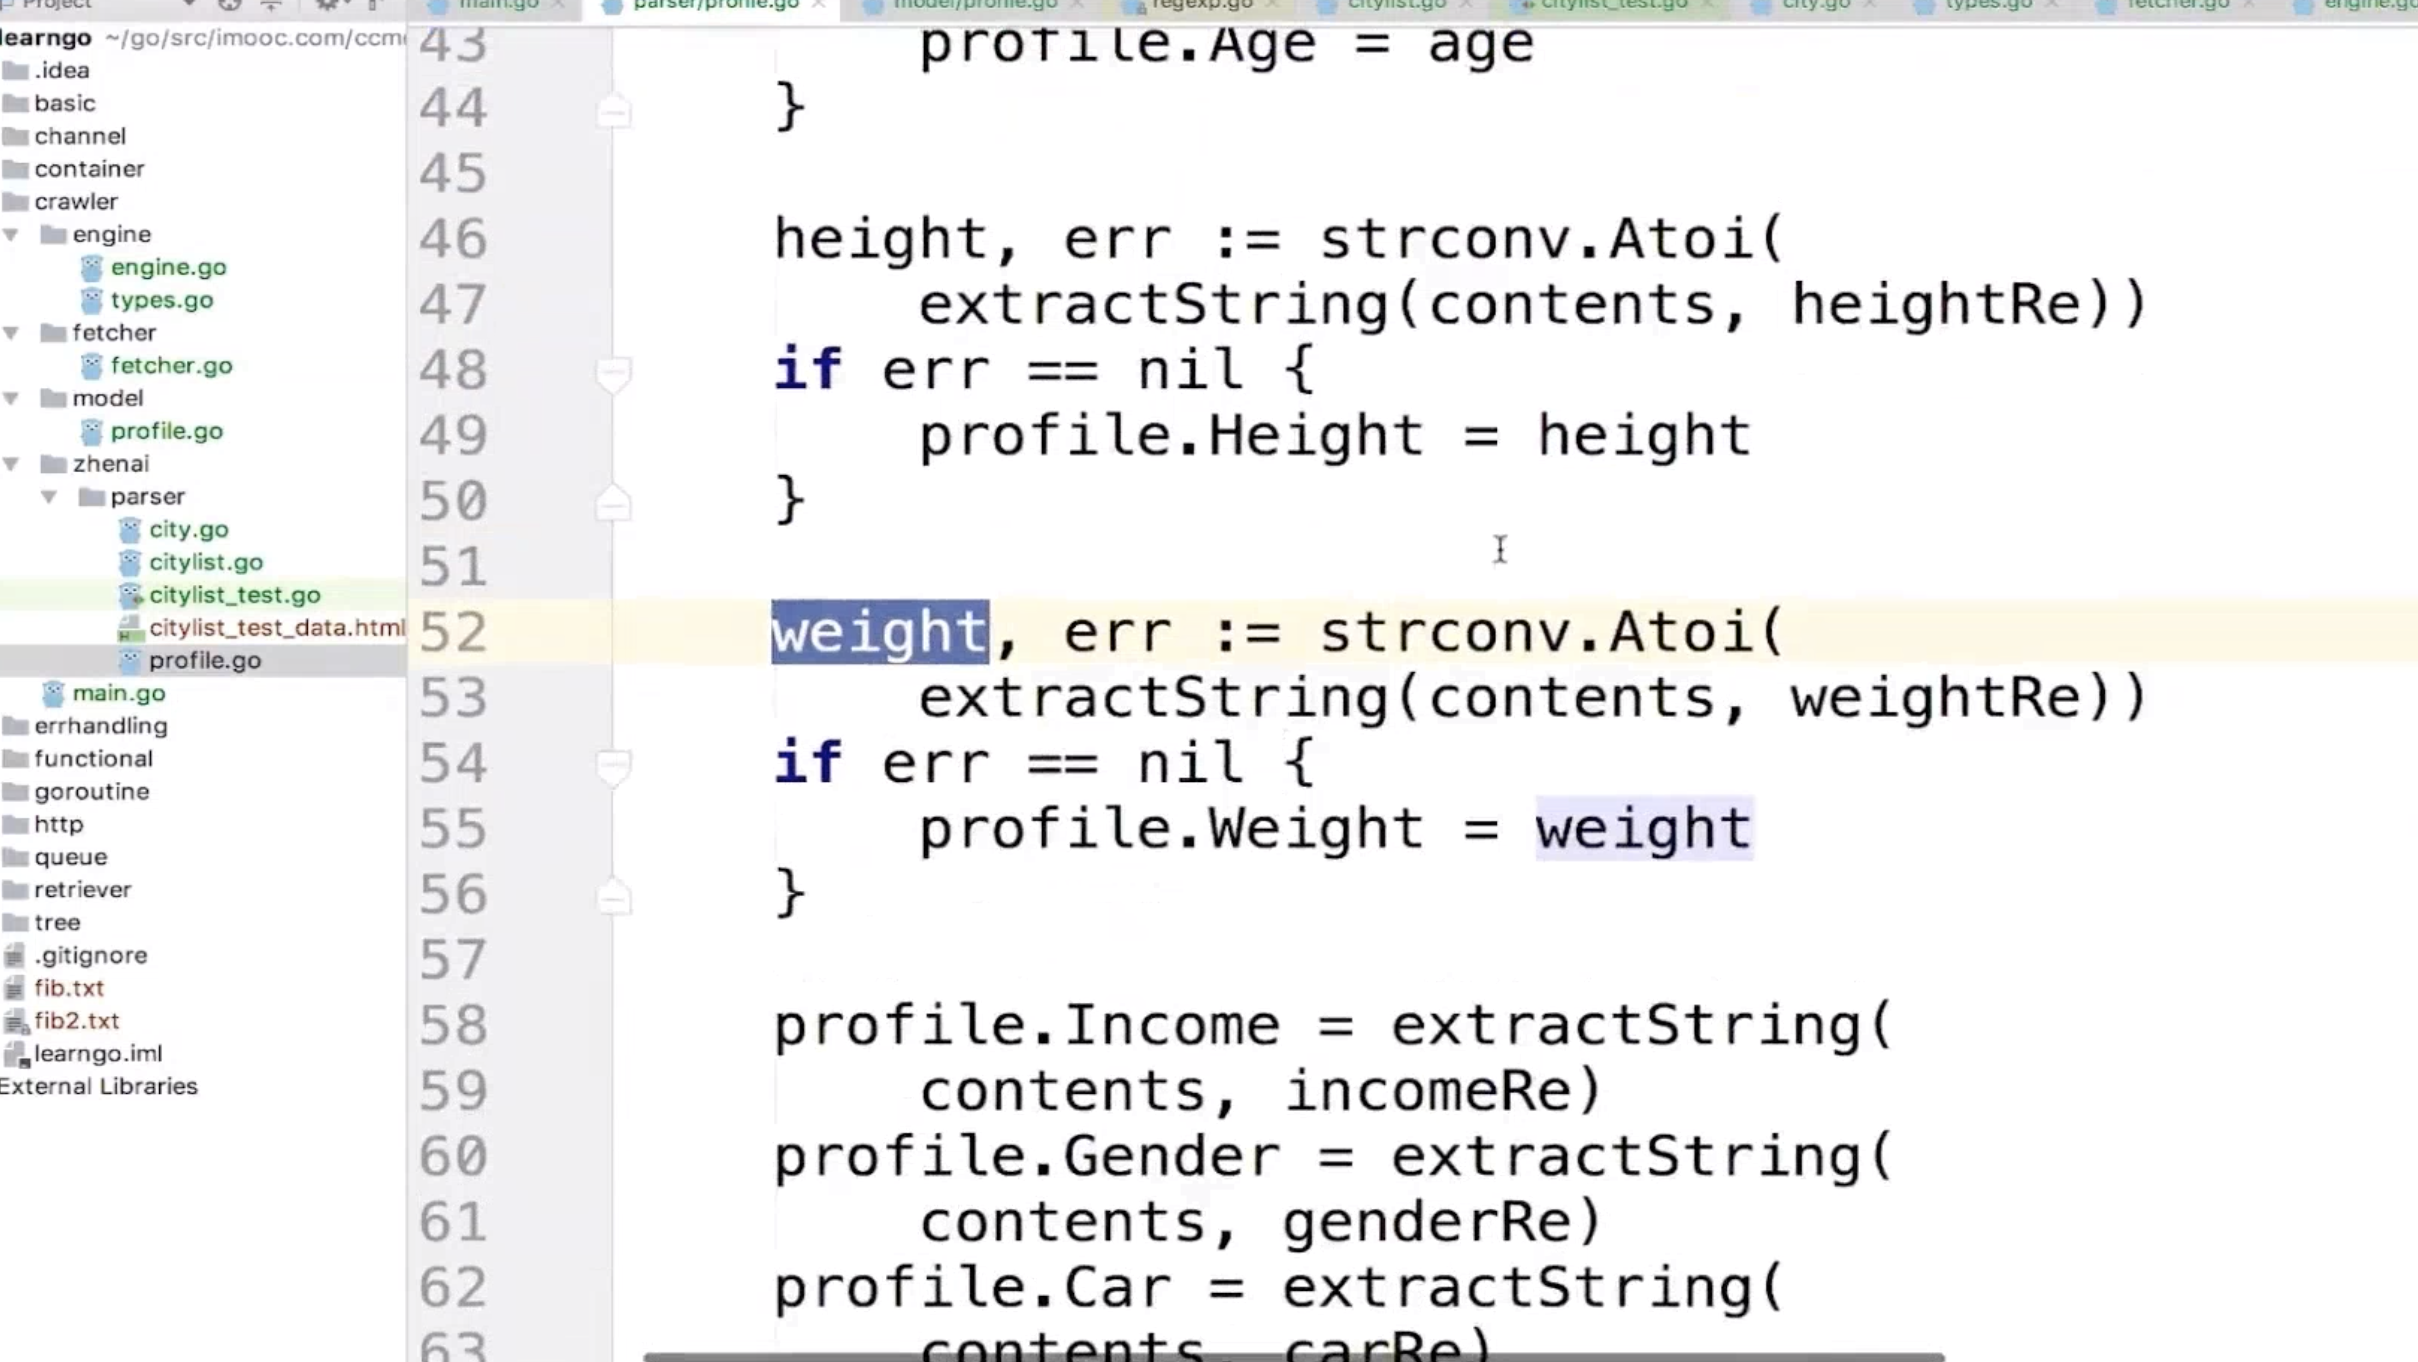 Project
learngo ~/go/src/imooc.com/ccm
.idea
basic
channel
container
crawler
engine
engine.go
types.go
fetcher
fetcher.go
model
profile.go
zhenai
parser
city.go
citylist.go
citylist_test.go
citylist_test_data.html
profile.go
main.go
errhandling
functional
goroutine
http
queue
retriever
tree
.gitignore
fib.txt
fib2.txt
learngo.iml
External Libraries
main.go parser/profile.go model/profile.go regexp.go citylist.go citylist_test.go city.go types.go fetcher.go engine.go
43 profile.Age = age
44 }
45
46 height, err := strconv.Atoi(
47 extractString(contents, heightRe))
48 if err == nil {
49 profile.Height = height
50 }
51
52 weight, err := strconv.Atoi(
53 extractString(contents, weightRe))
54 if err == nil {
55 profile.Weight = weight
56 }
57
58 profile.Income = extractString(
59 contents, incomeRe)
60 profile.Gender = extractString(
61 contents, genderRe)
62 profile.Car = extractString(
63 contents, carRe)